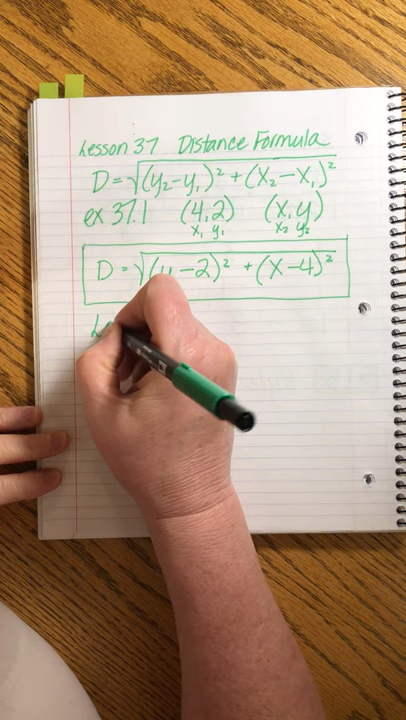 Lesson 37 Distance Formula
D = √(y₂-y₁)² + (x₂-x₁)²
ex 37.1 (4,2) (x,y)
x₁ y₁ x₂ y₂
D = √(y-2)² + (x-4)²